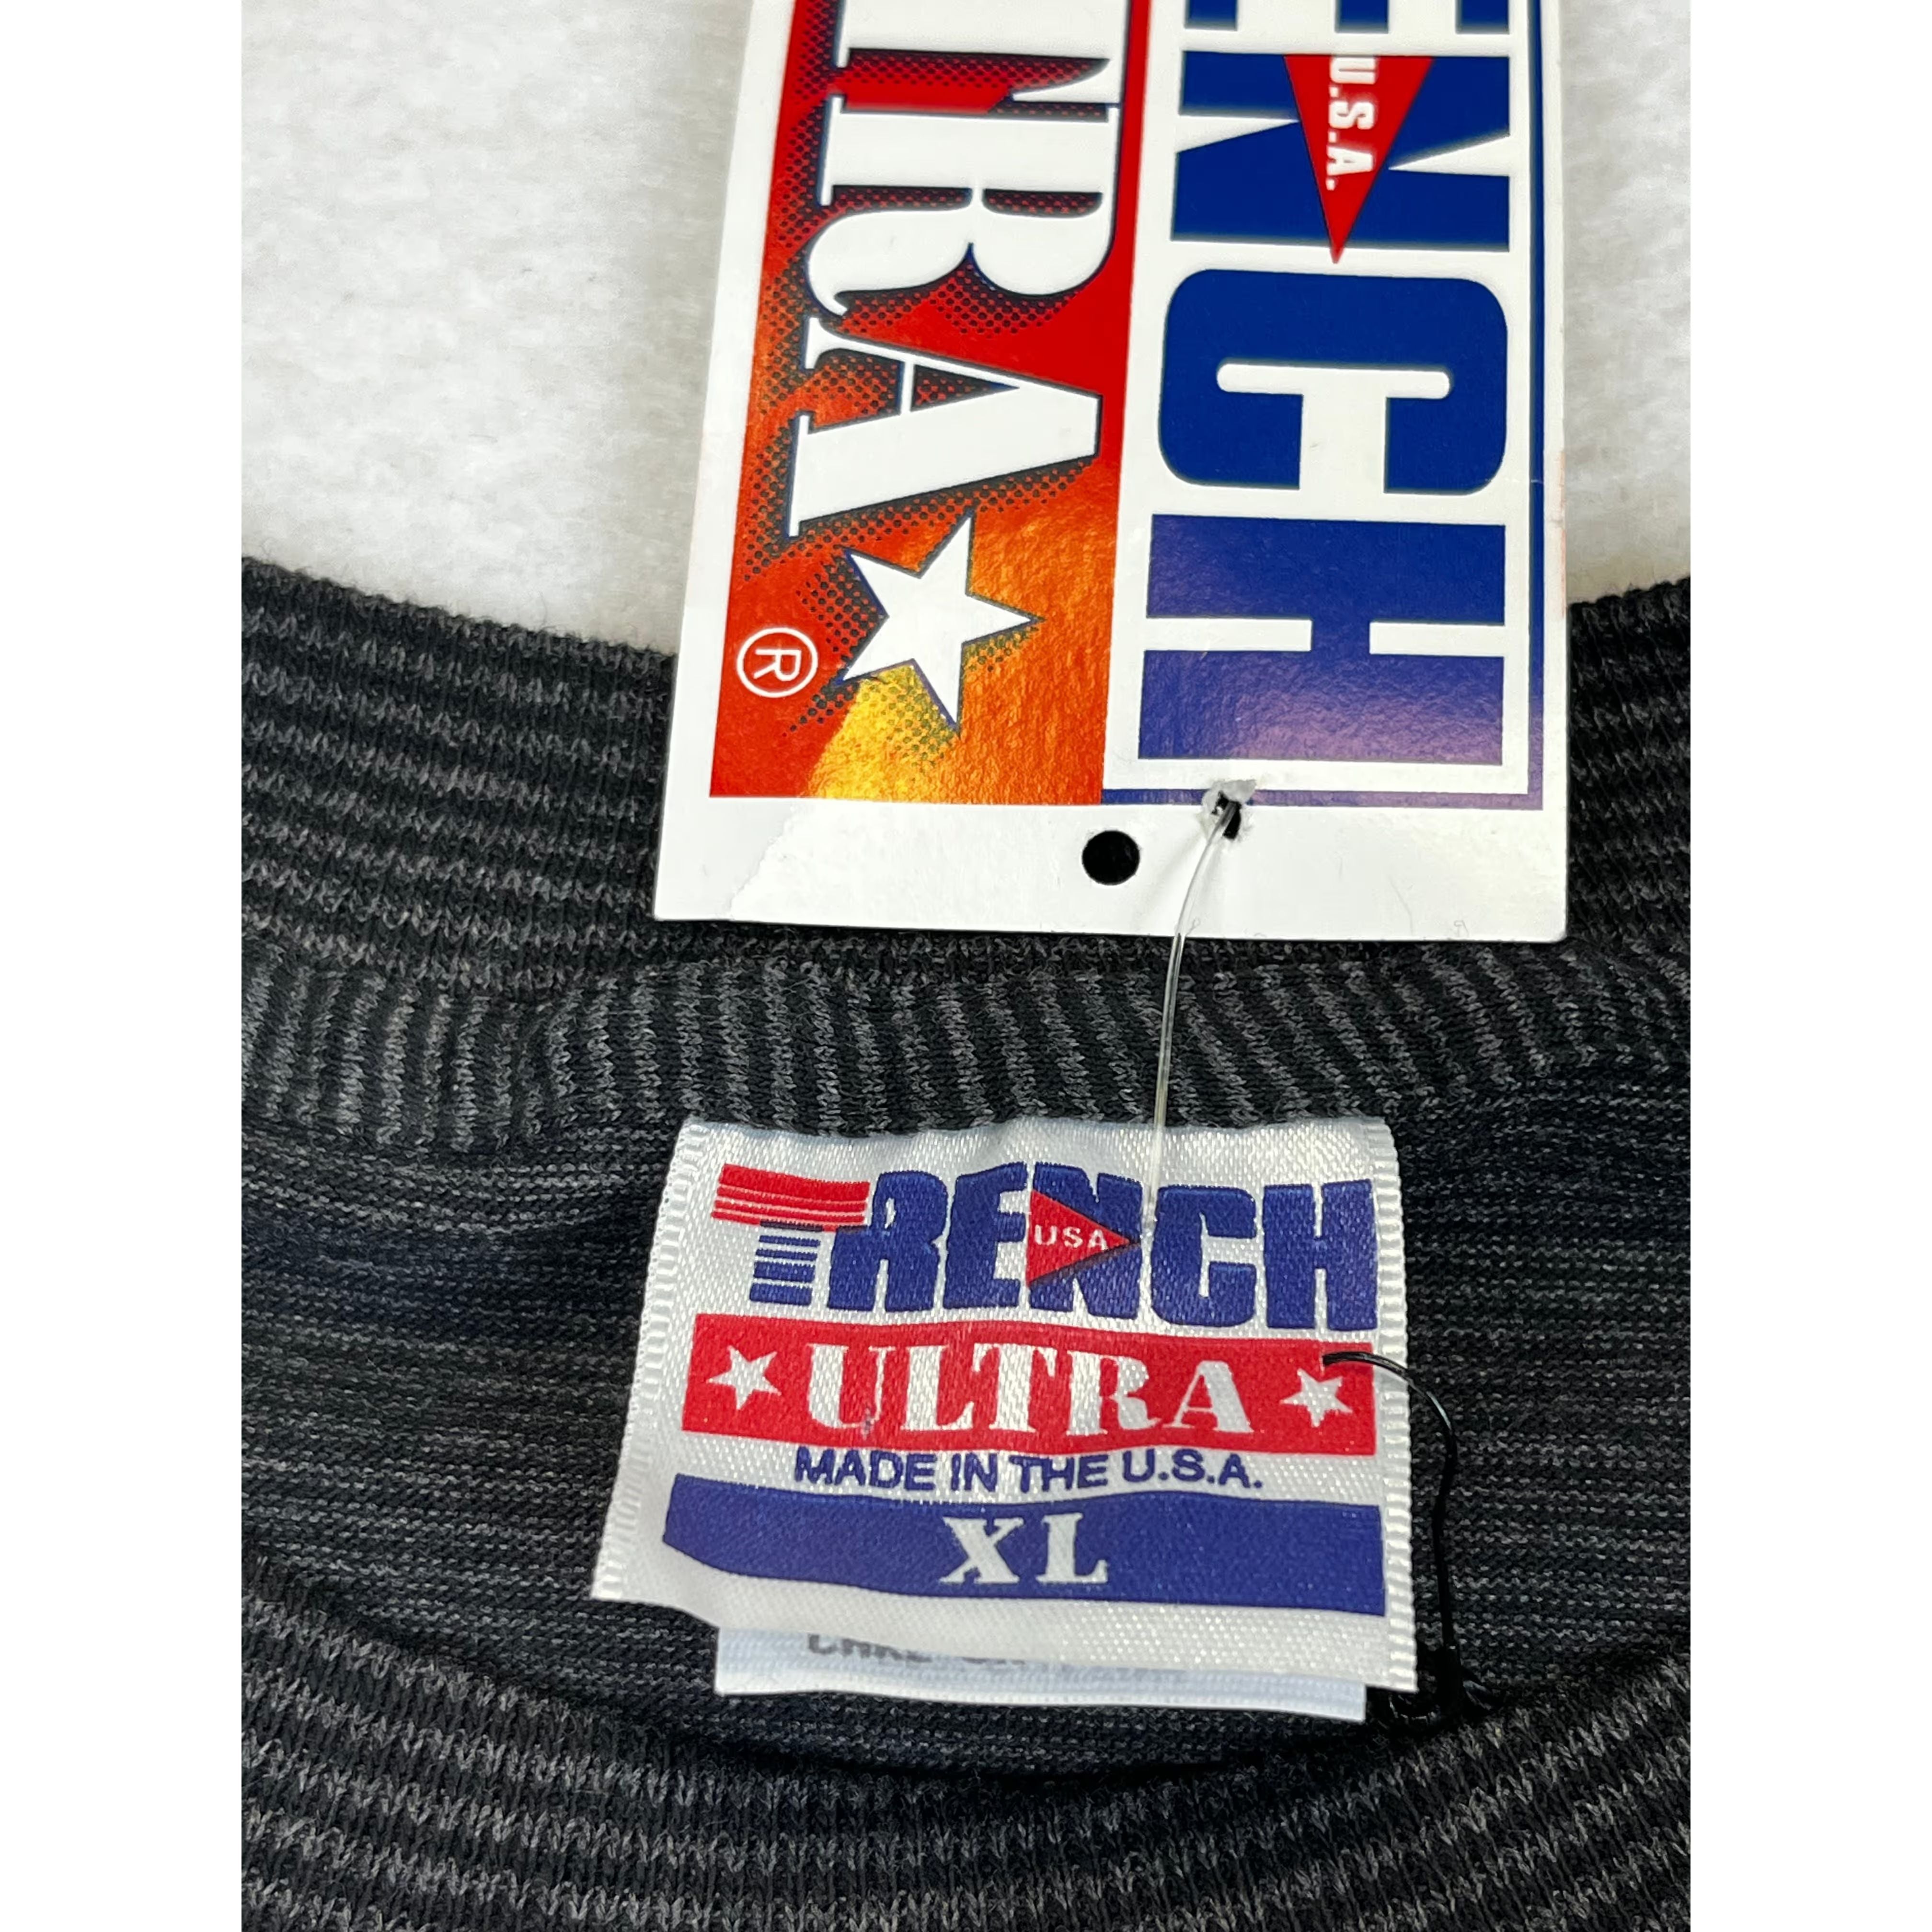 ENCH
U.S.A.
TRA
®
TRENCH
USA
ULTRA
MADE IN THE U.S.A.
XL